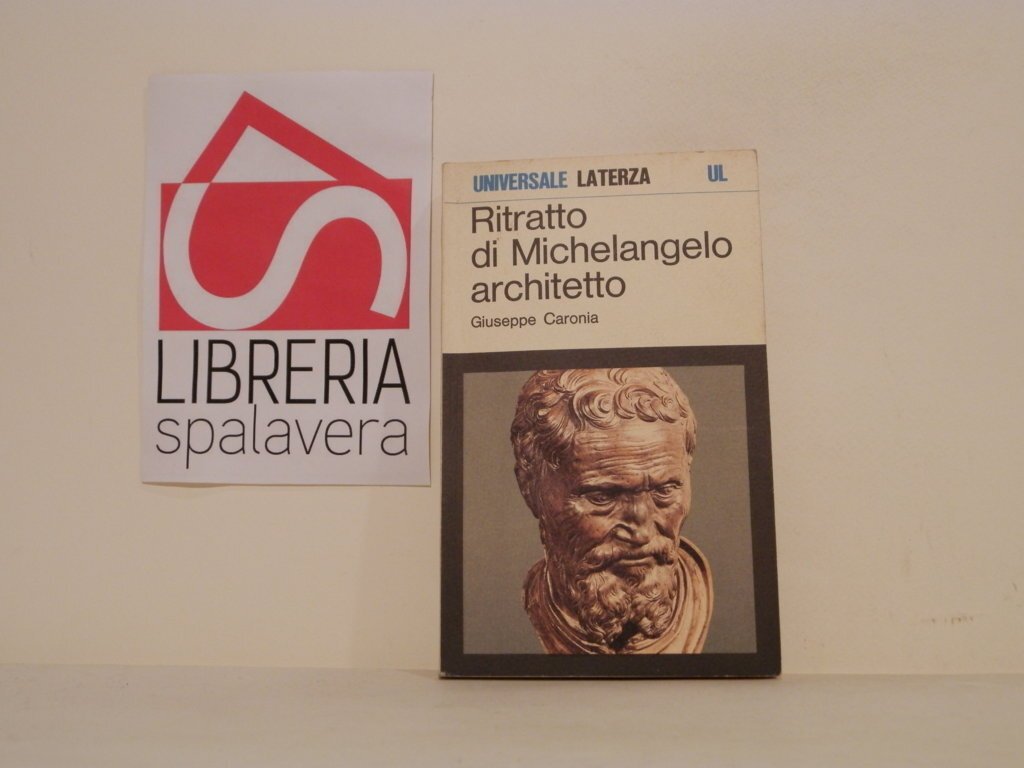 LIBRERIA
spalavera
UNIVERSALE LATERZA UL
Ritratto
di Michelangelo
architetto
Giuseppe Caronia